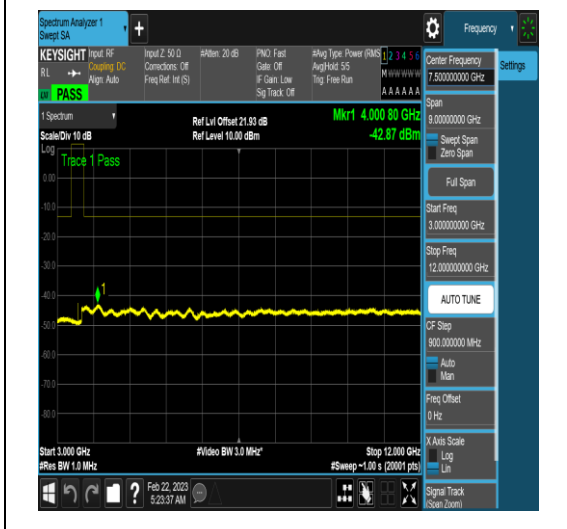 Spectrum Analyzer 1
Swept SA
+
Frequency
KEYSIGHT
RL
PASS
Input: RF
Coupling: DC
Align: Auto
Input Z: 50 Ω
Corrections: Off
Freq Ref: Int (S)
#Atten: 20 dB
PNO: Fast
Gate: Off
IF Gain: Low
Sig Track: Off
#Avg Type: Power (RMS
Avg|Hold: 5/5
Trig: Free Run
1 2 3 4 5 6
M W W W W W
A A A A A A
1 Spectrum
Scale/Div 10 dB
Ref Lvl Offset 21.93 dB
Ref Level 10.00 dBm
Mkr1 4.000 80 GHz
-42.87 dBm
Log
Trace 1 Pass
0.00
-10.0
-20.0
-30.0
-40.0
-50.0
-60.0
-70.0
-80.0
1
Start 3.000 GHz
#Res BW 1.0 MHz
#Video BW 3.0 MHz*
Stop 12.000 GHz
#Sweep ~1.00 s (20001 pts)
?
Feb 22, 2023
5:23:37 AM
Center Frequency
7.500000000 GHz
Settings
Span
9.00000000 GHz
Swept Span
Zero Span
Full Span
Start Freq
3.000000000 GHz
Stop Freq
12.000000000 GHz
AUTO TUNE
CF Step
900.000000 MHz
Auto
Man
Freq Offset
0 Hz
X Axis Scale
Log
Lin
Signal Track
(Span Zoom)